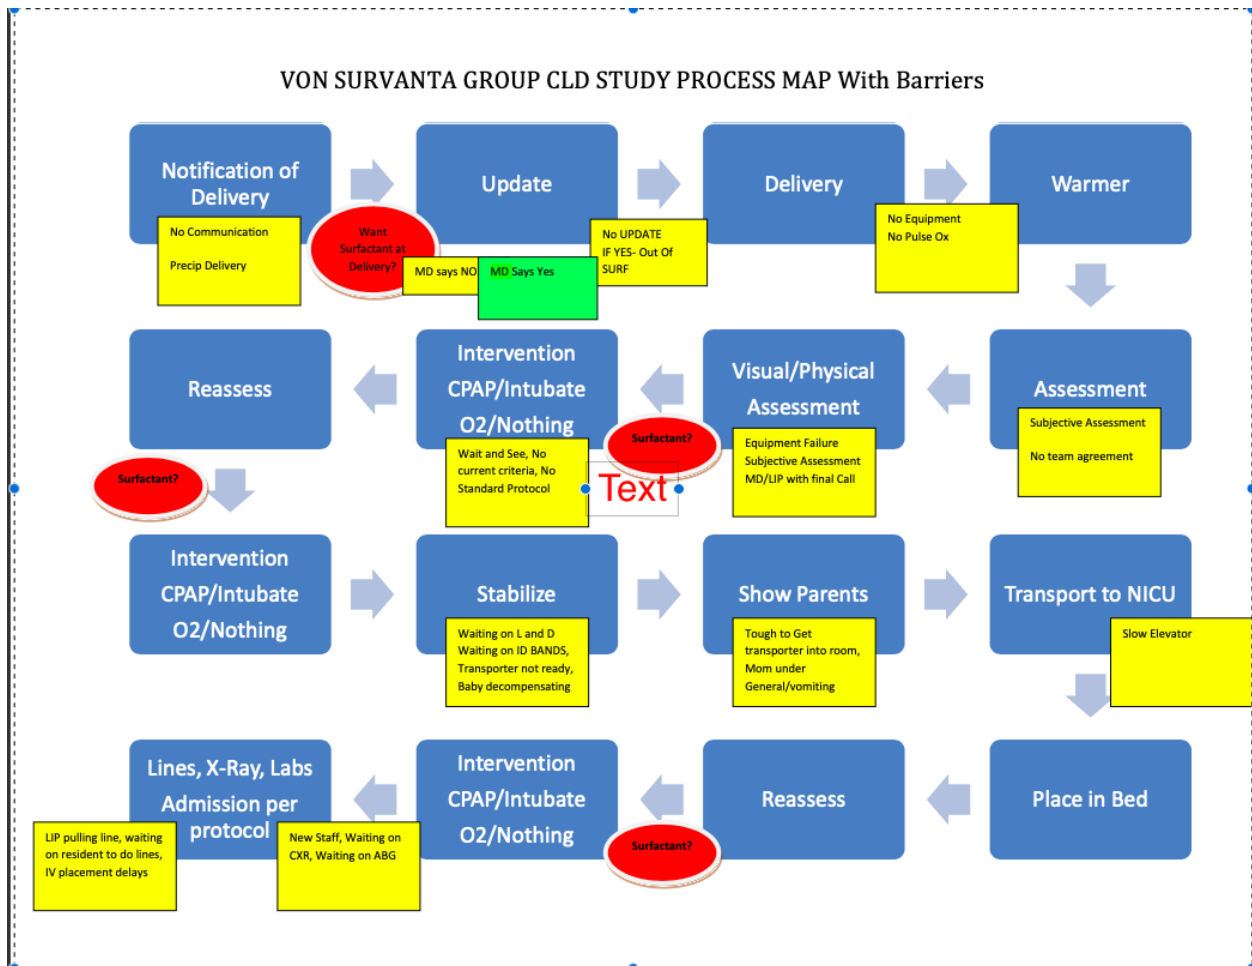 VON SURVANTA GROUP CLD STUDY PROCESS MAP With Barriers
Notification of
Delivery
No Communication
Precip Delivery
Want
Surfactant at
Delivery?
Update
MD says NO
MD Says Yes
No UPDATE
IF YES- Out Of
SURF
Delivery
No Equipment
No Pulse Ox
Warmer
Assessment
Subjective Assessment
No team agreement
Visual/Physical
Assessment
Equipment Failure
Subjective Assessment
MD/LIP with final Call
Surfactant?
Text
Intervention
CPAP/Intubate
O2/Nothing
Wait and See, No
current criteria, No
Standard Protocol
Reassess
Surfactant?
Intervention
CPAP/Intubate
O2/Nothing
Stabilize
Waiting on L and D
Waiting on ID BANDS,
Transporter not ready,
Baby decompensating
Show Parents
Tough to Get
transporter into room,
Mom under
General/vomiting
Transport to NICU
Slow Elevator
Place in Bed
Reassess
Surfactant?
Intervention
CPAP/Intubate
O2/Nothing
Lines, X-Ray, Labs
Admission per
protocol
LIP pulling line, waiting
on resident to do lines,
IV placement delays
New Staff, Waiting on
CXR, Waiting on ABG